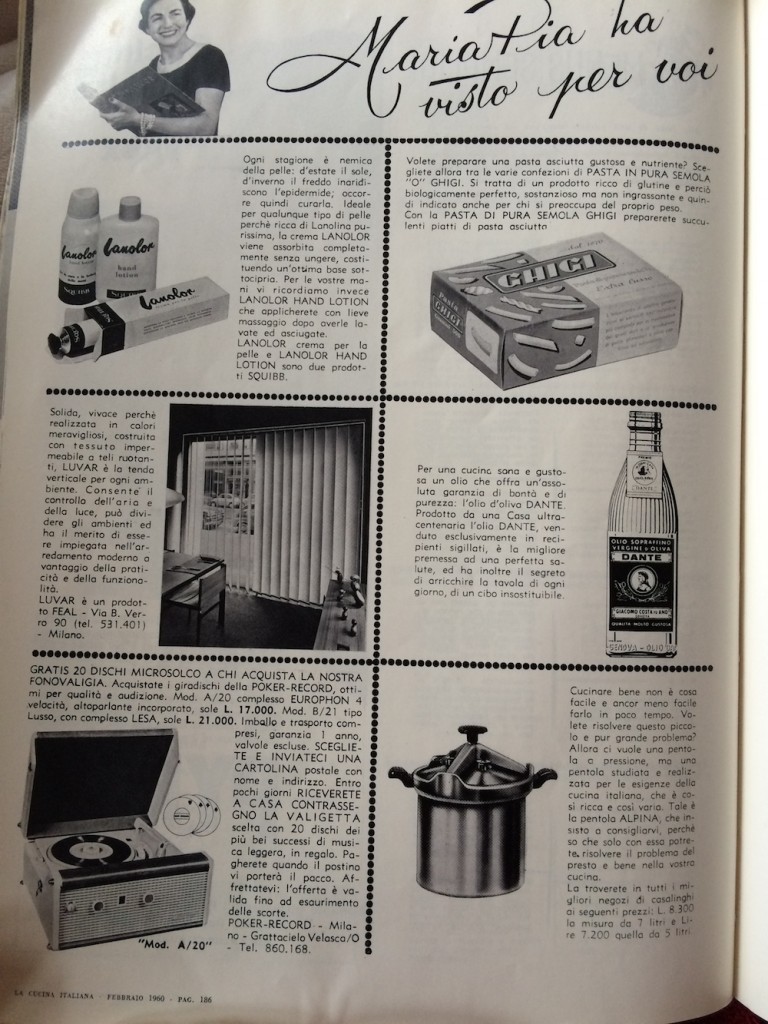 Maria Pia ha
visto per voi
Ogni stagione è nemica
della pelle: d'estate il sole,
d'inverno il freddo inaridi-
scono l'epidermide; occor-
re quindi curarla. Ideale
per qualunque tipo di pelle
perchè ricca di Lanolina pu-
rissima, la crema LANOLOR
viene assorbita completa-
mente senza ungere, costi-
tuendo un'ottima base sot-
tocipria. Per le vostre ma-
ni vi ricordiamo invece
LANOLOR HAND LOTION
che applicherete con lieve
massaggio dopo averle la-
vate ed asciugate.
LANOLOR crema per la
pelle e LANOLOR HAND
LOTION sono due prodot-
ti SQUIBB.
Lanolor
Lanolor
hand
lotion
SQUIBB
SQUIBB
Lanolor
Squibb
Volete preparare una pasta asciutta gustosa e nutriente? Sce-
gliete allora tra le varie confezioni di PASTA IN PURA SEMOLA
"O" GHIGI. Si tratta di un prodotto ricco di glutine e perciò
biologicamente perfetto, sostanzioso ma non ingrassante e quin-
di indicato anche per chi si preoccupa del proprio peso.
Con la PASTA DI PURA SEMOLA GHIGI preparerete succu-
lenti piatti di pasta asciutta
GHIGI
Pasta
GHIGI
Solida, vivace perchè
realizzata in colori
meravigliosi, costruita
con tessuto imper-
meabile a teli ruotan-
ti, LUVAR è la tenda
verticale per ogni am-
biente. Consente il
controllo dell'aria e
della luce, può divi-
dere gli ambienti ed
ha il merito di esse-
re impiegata nell'ar-
redamento moderno a
vantaggio della prati-
cità e della funziona-
lità.
LUVAR è un prodot-
to FEAL - Via B. Ver-
ro 90 (tel. 531.401)
- Milano.
Per una cucina sana e gusto-
sa un olio che offra un'asso-
luta garanzia di bontà e di
purezza: l'olio d'oliva DANTE.
Prodotto da una Casa ultra-
centenaria l'olio DANTE, ven-
duto esclusivamente in reci-
pienti sigillati, è la migliore
premessa ad una perfetta sa-
lute, ed ha inoltre il segreto
di arricchire la tavola di ogni
giorno, di un cibo insostituibile.
DANTE
OLIO SOPRAFFINO
VERGINE D'OLIVA
DANTE
GIACOMO COSTA FU AND
GENOVA
QUALITA MOLTO GUSTOSA
GENOVA - OLIO
GRATIS 20 DISCHI MICROSOLCO A CHI ACQUISTA LA NOSTRA
FONOVALIGIA. Acquistate i giradischi della POKER-RECORD, otti-
mi per qualità e audizione. Mod. A/20 complesso EUROPHON 4
velocità, altoparlante incorporato, sole L. 17.000. Mod. B/21 tipo
Lusso, con complesso LESA, sole L. 21.000. Imballo e trasporto com-
presi, garanzia 1 anno,
valvole escluse. SCEGLIE-
TE E INVIATECI UNA
CARTOLINA postale con
nome e indirizzo. Entro
pochi giorni RICEVERETE
A CASA CONTRASSE-
GNO LA VALIGETTA
scelta con 20 dischi dei
più bei successi di musi-
ca leggera, in regalo. Pa-
gherete quando il postino
vi porterà il pacco. Af-
frettatevi: l'offerta è va-
lida fino ad esaurimento
delle scorte.
POKER-RECORD - Mila-
no - Grattacielo Velasca/O
- Tel. 860.168.
"Mod. A/20"
Cucinare bene non è cosa
facile e ancor meno facile
farlo in poco tempo. Vo-
lete risolvere questo picco-
lo e pur grande problema?
Allora ci vuole una pento-
la a pressione, ma una
pentola studiata e realiz-
zata per le esigenze della
cucina italiana, che è co-
sì ricca e così varia. Tale è
la pentola ALPINA, che in-
sisto a consigliarvi, perchè
so che solo con essa potre-
te risolvere il problema del
presto e bene nella vostra
cucina.
La troverete in tutti i mi-
gliori negozi di casalinghi
ai seguenti prezzi: L. 8.300
la misura da 7 litri e Li-
re 7.200 quella da 5 litri.
LA CUCINA ITALIANA - FEBBRAIO 1960 - PAG. 186